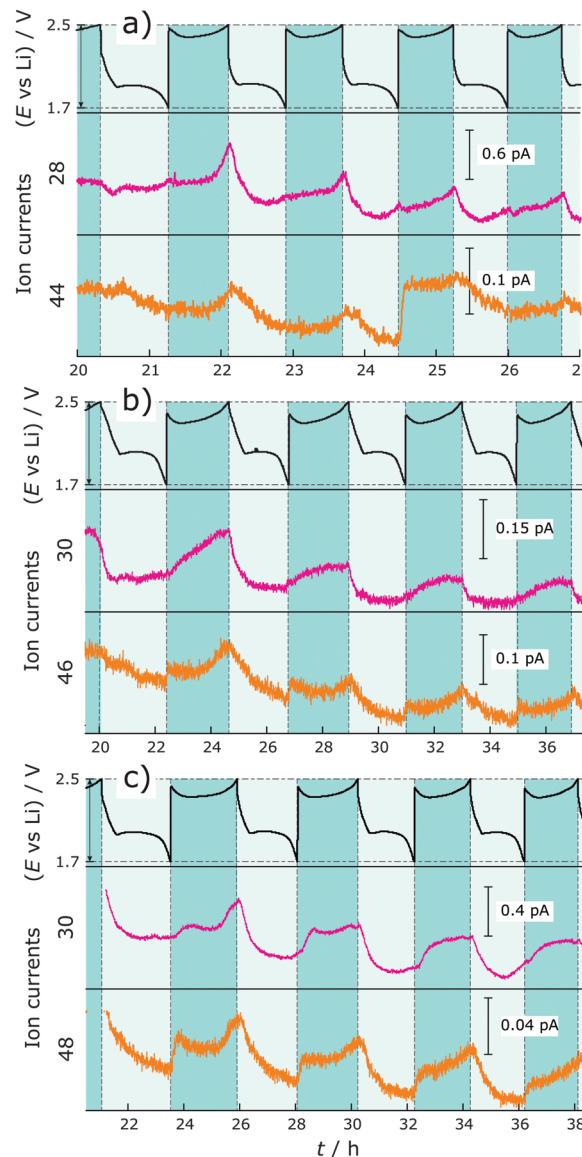 a)
2.5
1.7
(E vs Li) / V
28
0.6 pA
Ion currents
44
0.1 pA
20 21 22 23 24 25 26 2
b)
2.5
1.7
(E vs Li) / V
30
0.15 pA
Ion currents
46
0.1 pA
20 22 24 26 28 30 32 34 36
c)
2.5
1.7
(E vs Li) / V
30
0.4 pA
Ion currents
48
0.04 pA
22 24 26 28 30 32 34 36 38
t / h